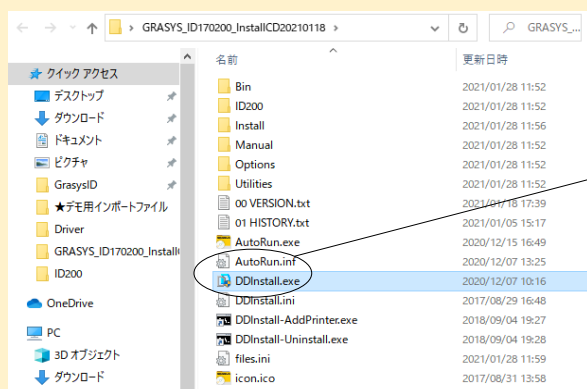 GRASYS_ID170200_InstallCD20210118
GRASYS_...
名前
更新日時
クイック アクセス
デスクトップ
ダウンロード
ドキュメント
ピクチャ
GrasysID
★デモ用インポートファイル
Driver
GRASYS_ID170200_Install
ID200
OneDrive
PC
3D オブジェクト
ダウンロード
Bin 2021/01/28 11:52
ID200 2021/01/28 11:52
Install 2021/01/28 11:56
Manual 2021/01/28 11:52
Options 2021/01/28 11:52
Utilities 2021/01/28 11:52
00 VERSION.txt 2021/01/18 17:39
01 HISTORY.txt 2021/01/05 15:17
AutoRun.exe 2020/12/15 16:49
AutoRun.inf 2020/12/07 13:25
DDInstall.exe 2020/12/07 10:16
DDInstall.ini 2017/08/29 16:48
DDInstall-AddPrinter.exe 2018/09/04 19:27
DDInstall-Uninstall.exe 2018/09/04 19:28
files.ini 2021/01/28 11:59
icon.ico 2017/08/31 13:58